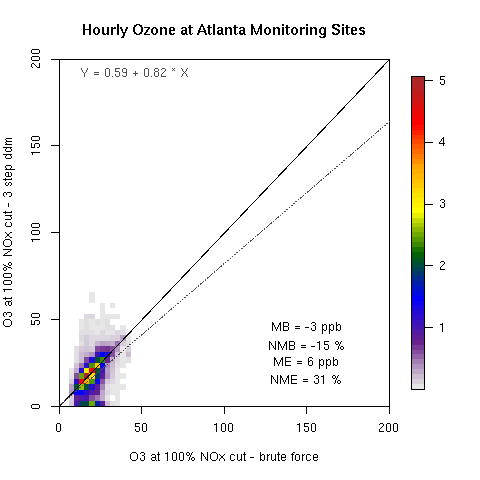 Hourly Ozone at Atlanta Monitoring Sites
Y = 0.59 + 0.82 * X
O3 at 100% NOx cut - 3 step ddm
200
150
100
50
0
MB = -3 ppb
NMB = -15 %
ME = 6 ppb
NME = 31 %
0
50
100
150
200
O3 at 100% NOx cut - brute force
5
4
3
2
1